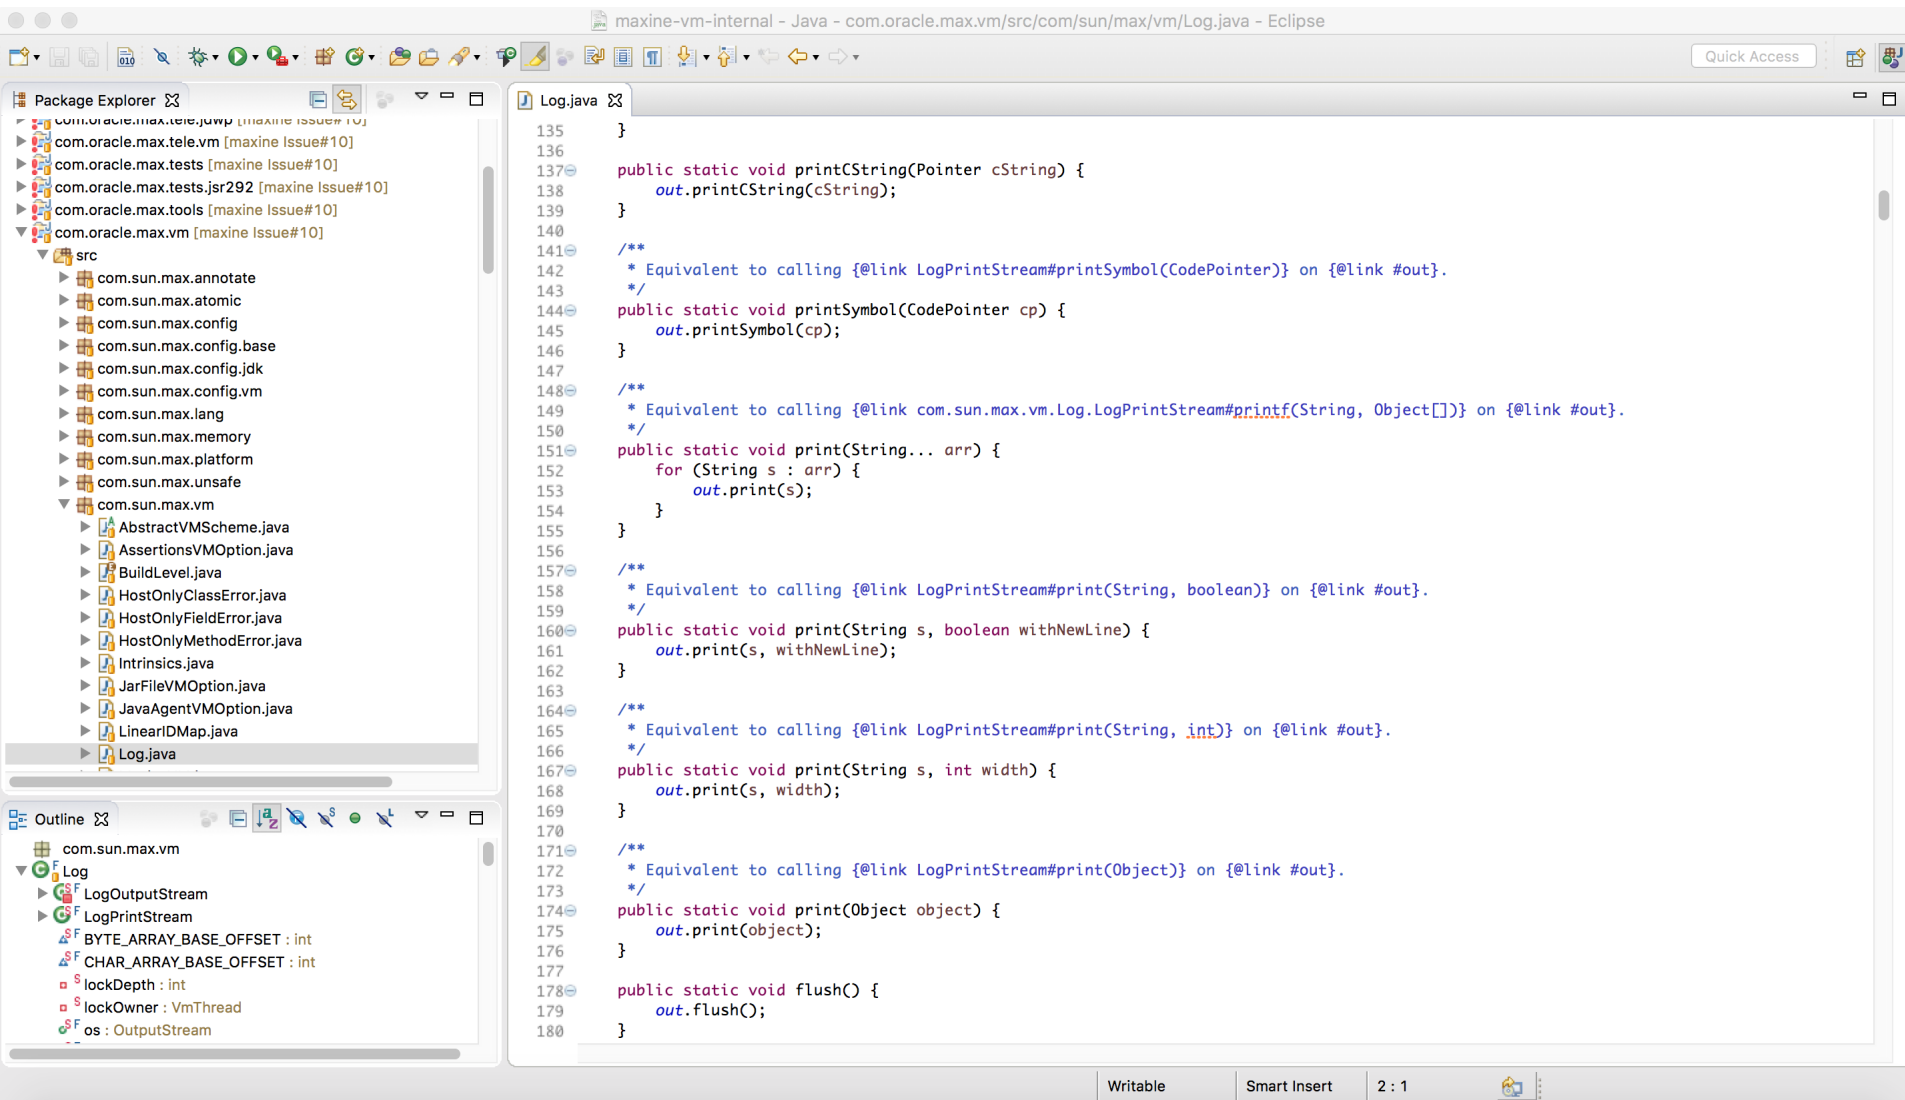 maxine-vm-internal - Java - com.oracle.max.vm/src/com/sun/max/vm/Log.java - Eclipse
Quick Access
Package Explorer
com.oracle.max.tele.jdwp [maxine Issue#10]
com.oracle.max.tele.vm [maxine Issue#10]
com.oracle.max.tests [maxine Issue#10]
com.oracle.max.tests.jsr292 [maxine Issue#10]
com.oracle.max.tools [maxine Issue#10]
com.oracle.max.vm [maxine Issue#10]
src
com.sun.max.annotate
com.sun.max.atomic
com.sun.max.config
com.sun.max.config.base
com.sun.max.config.jdk
com.sun.max.config.vm
com.sun.max.lang
com.sun.max.memory
com.sun.max.platform
com.sun.max.unsafe
com.sun.max.vm
AbstractVMScheme.java
AssertionsVMOption.java
BuildLevel.java
HostOnlyClassError.java
HostOnlyFieldError.java
HostOnlyMethodError.java
Intrinsics.java
JarFileVMOption.java
JavaAgentVMOption.java
LinearIDMap.java
Log.java
Outline
com.sun.max.vm
Log
LogOutputStream
LogPrintStream
BYTE_ARRAY_BASE_OFFSET : int
CHAR_ARRAY_BASE_OFFSET : int
lockDepth : int
lockOwner : VmThread
os : OutputStream
Log.java
135     }
136
137     public static void printCString(Pointer cString) {
138         out.printCString(cString);
139     }
140
141     /**
142      * Equivalent to calling {@link LogPrintStream#printSymbol(CodePointer)} on {@link #out}.
143      */
144     public static void printSymbol(CodePointer cp) {
145         out.printSymbol(cp);
146     }
147
148     /**
149      * Equivalent to calling {@link com.sun.max.vm.Log.LogPrintStream#printf(String, Object[])} on {@link #out}.
150      */
151     public static void print(String... arr) {
152         for (String s : arr) {
153             out.print(s);
154         }
155     }
156
157     /**
158      * Equivalent to calling {@link LogPrintStream#print(String, boolean)} on {@link #out}.
159      */
160     public static void print(String s, boolean withNewLine) {
161         out.print(s, withNewLine);
162     }
163
164     /**
165      * Equivalent to calling {@link LogPrintStream#print(String, int)} on {@link #out}.
166      */
167     public static void print(String s, int width) {
168         out.print(s, width);
169     }
170
171     /**
172      * Equivalent to calling {@link LogPrintStream#print(Object)} on {@link #out}.
173      */
174     public static void print(Object object) {
175         out.print(object);
176     }
177
178     public static void flush() {
179         out.flush();
180     }
Writable
Smart Insert
2 : 1